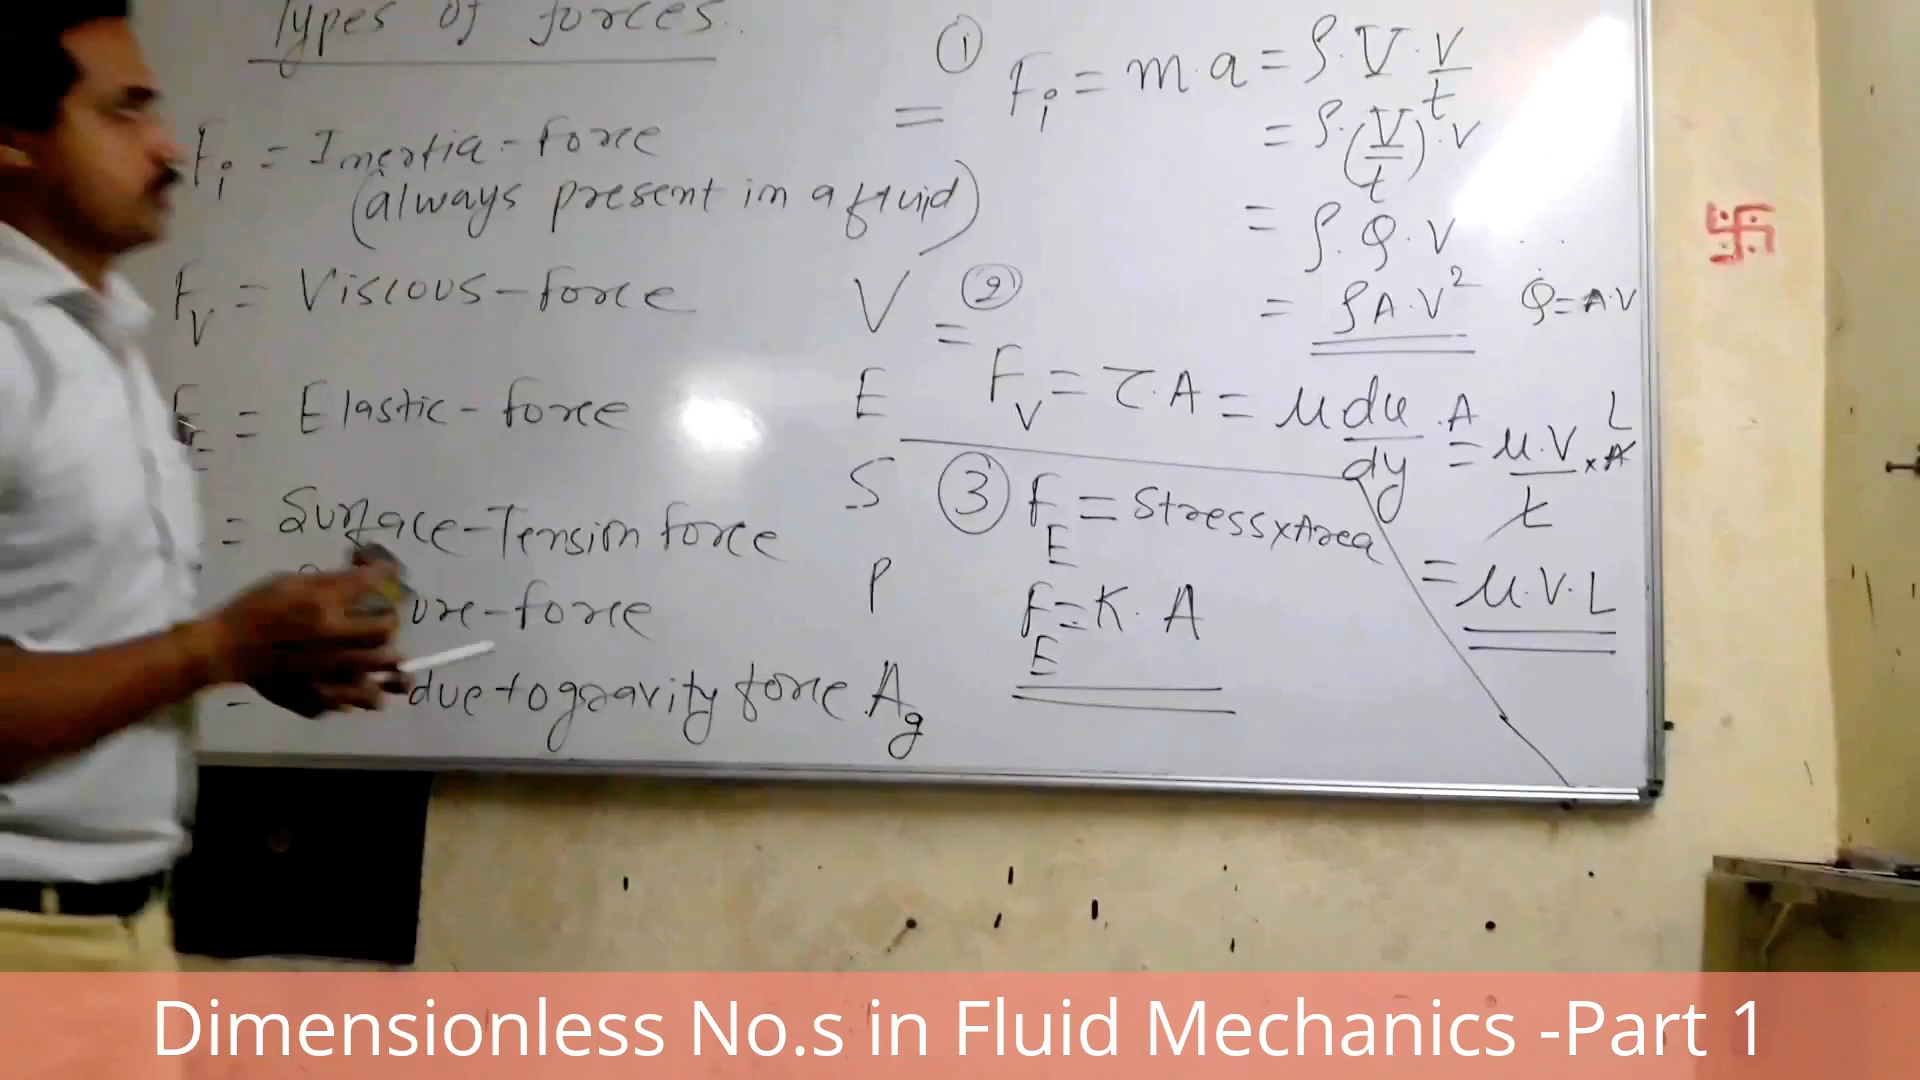 Types of forces.
Fi = Inertia-Force
(always present in a fluid)
FV = Viscous-force
= Elastic-force
= Surface-Tension force
ure-force
due to gravity force
V
E
S
P
Ag
① Fi = m.a = ρ.V.V/t
= ρ.(V/t).V
= ρ.Q.V
= ρA.V² Q=A.V
② FV = τ.A = μdu/dy.A = μ.V/t×A L
= μ.V.L
③ FE = Stress×Area
FE=K.A
Dimensionless No.s in Fluid Mechanics -Part 1